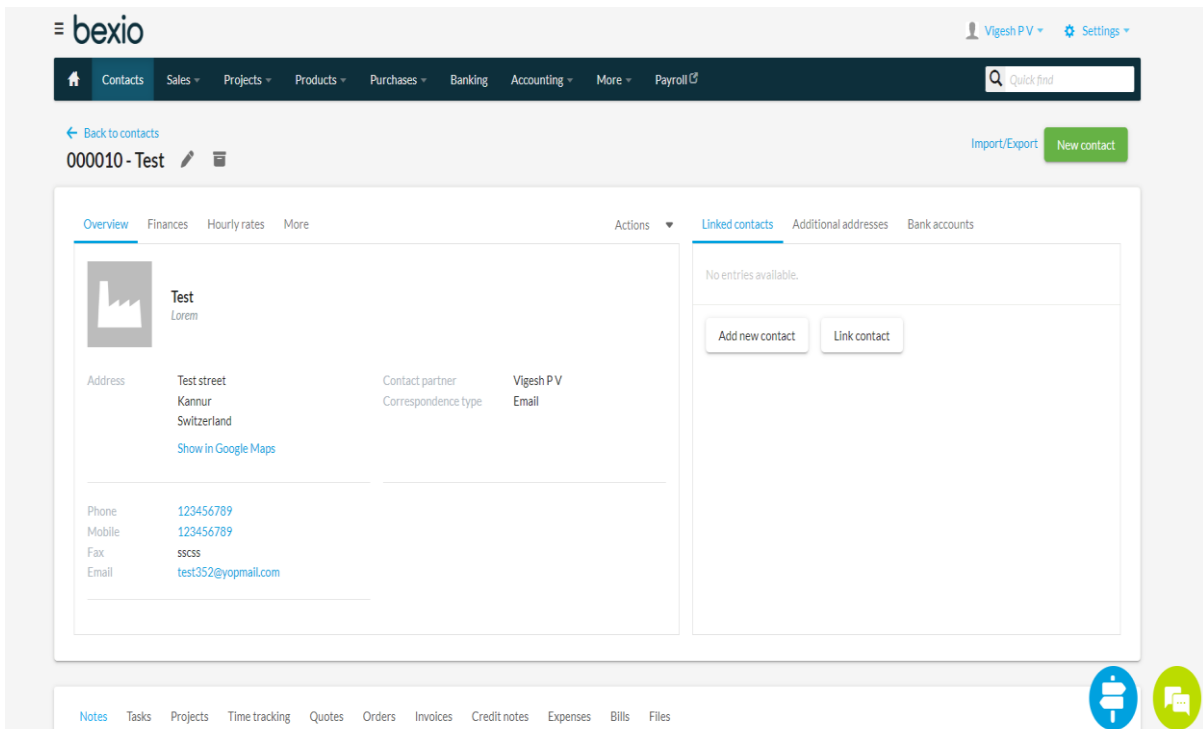 bexio
Vigesh P V
Settings
Contacts Sales Projects Products Purchases Banking Accounting More Payroll
Quick find
Back to contacts
000010 - Test
Import/Export
New contact
Overview Finances Hourly rates More
Actions
Linked contacts Additional addresses Bank accounts
Test
Lorem
No entries available.
Add new contact
Link contact
Address Test street
Kannur
Switzerland
Show in Google Maps
Contact partner Vigesh P V
Correspondence type Email
Phone 123456789
Mobile 123456789
Fax sscss
Email test352@yopmail.com
Notes Tasks Projects Time tracking Quotes Orders Invoices Credit notes Expenses Bills Files